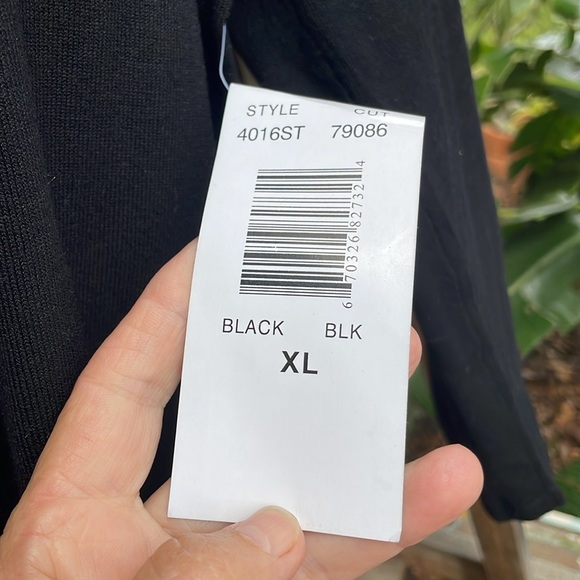 STYLE CUT
4016ST 79086
6 70326 82732 4
BLACK BLK
XL